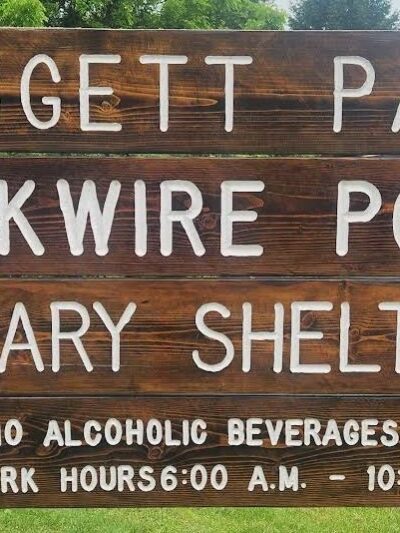 GETT PA
KWIRE PO
ARY SHELT
NO ALCOHOLIC BEVERAGES
RK HOURS 6:00 A.M. - 10: